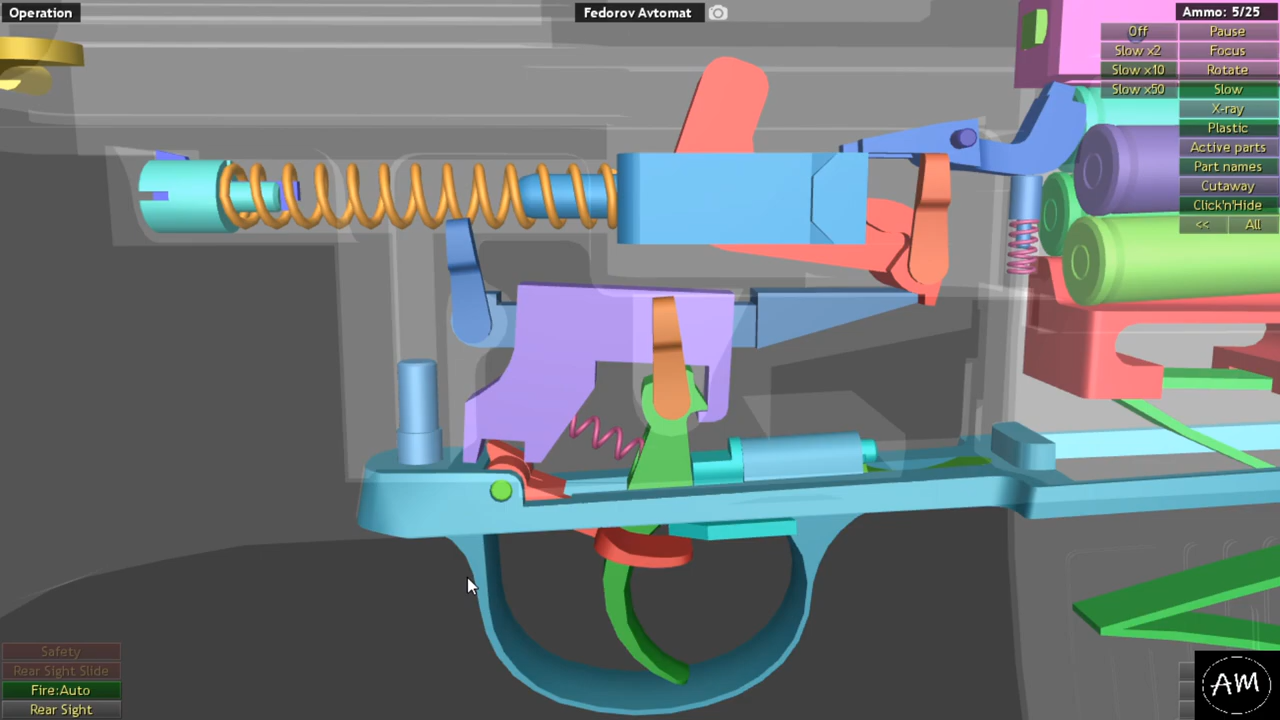 Operation
Fedorov Avtomat
Ammo: 5/25
Off
Pause
Slow x2
Focus
Slow x10
Rotate
Slow x50
Slow
X-ray
Plastic
Active parts
Part names
Cutaway
Click'n'Hide
<<
All
Safety
Rear Sight Slide
Fire:Auto
Rear Sight
AM